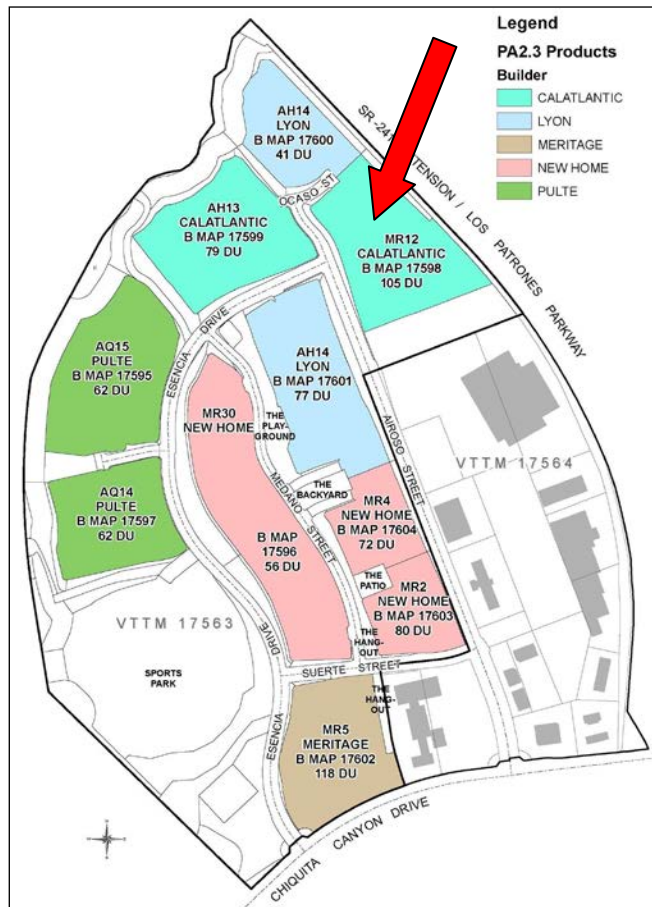 Legend
PA2.3 Products
Builder
CALATLANTIC
LYON
MERITAGE
NEW HOME
PULTE
AH14
LYON
B MAP 17600
41 DU
SR-241 EXTENSION / LOS PATRONES PARKWAY
OCASO ST
AH13
CALATLANTIC
B MAP 17599
79 DU
MR12
CALATLANTIC
B MAP 17598
105 DU
ESENCIA DRIVE
AQ15
PULTE
B MAP 17595
62 DU
AH14
LYON
B MAP 17601
77 DU
MR30
NEW HOME
THE
PLAY-
GROUND
AIROSO STREET
VTTM 17564
MEDANO STREET
THE
BACKYARD
AQ14
PULTE
B MAP 17597
62 DU
MR4
NEW HOME
B MAP 17604
72 DU
B MAP
17596
56 DU
THE
PATIO
MR2
NEW HOME
B MAP 17603
80 DU
VTTM 17563
THE
HANG-
OUT
SPORTS
PARK
SUERTE STREET
ESENCIA DRIVE
THE
HANG-
OUT
MR5
MERITAGE
B MAP 17602
118 DU
CHIQUITA CANYON DRIVE